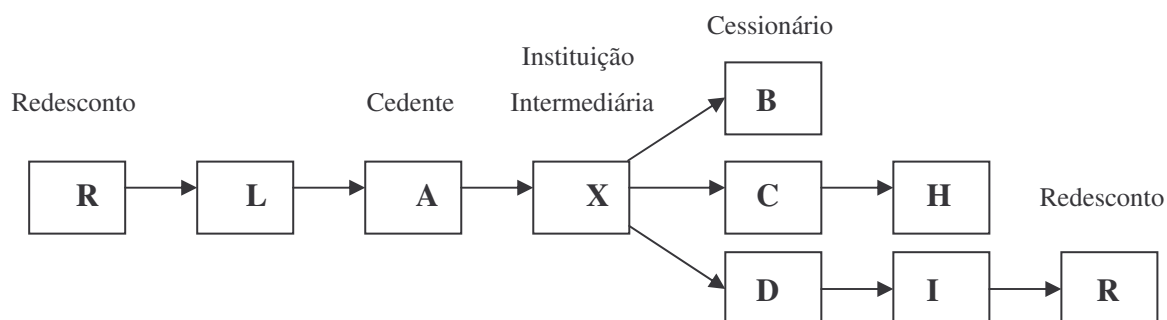 Cessionário
Instituição
Redesconto Cedente Intermediária B
R L A X C H Redesconto
D I R